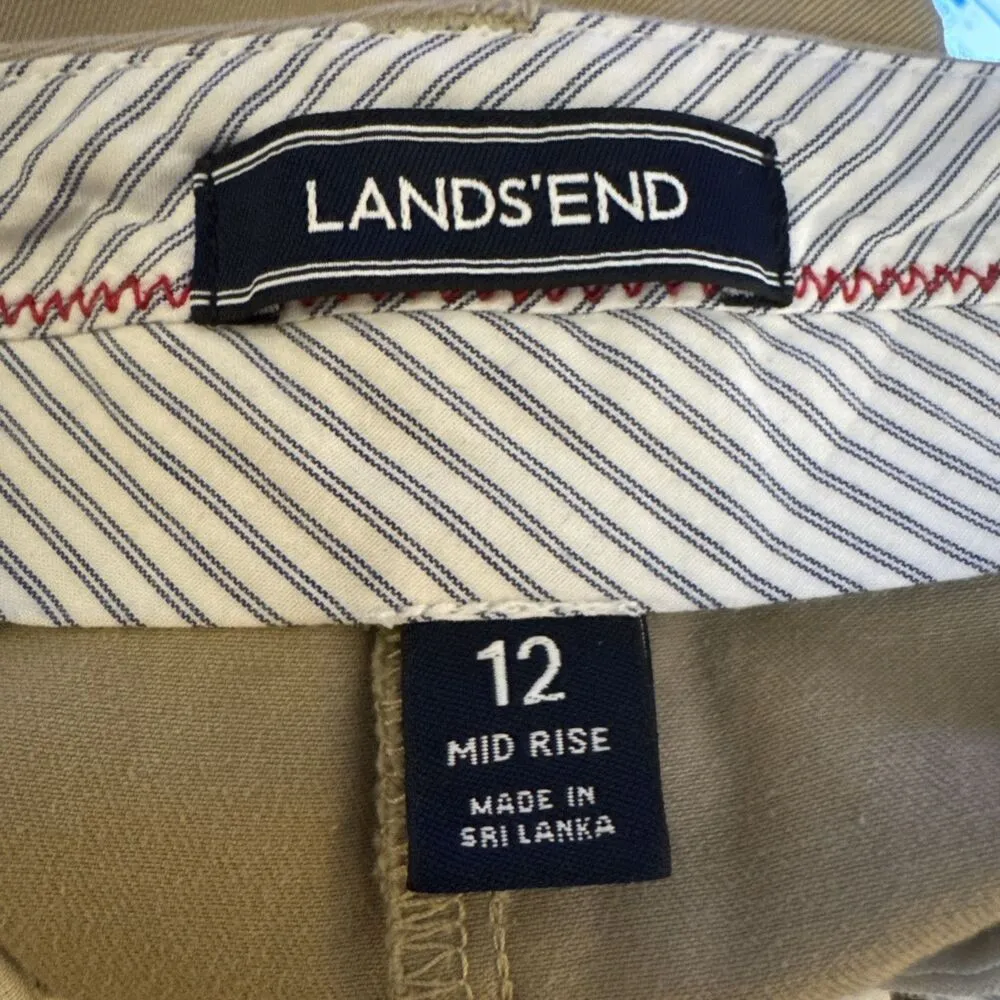 LANDS'END
12
MID RISE
MADE IN
SRI LANKA